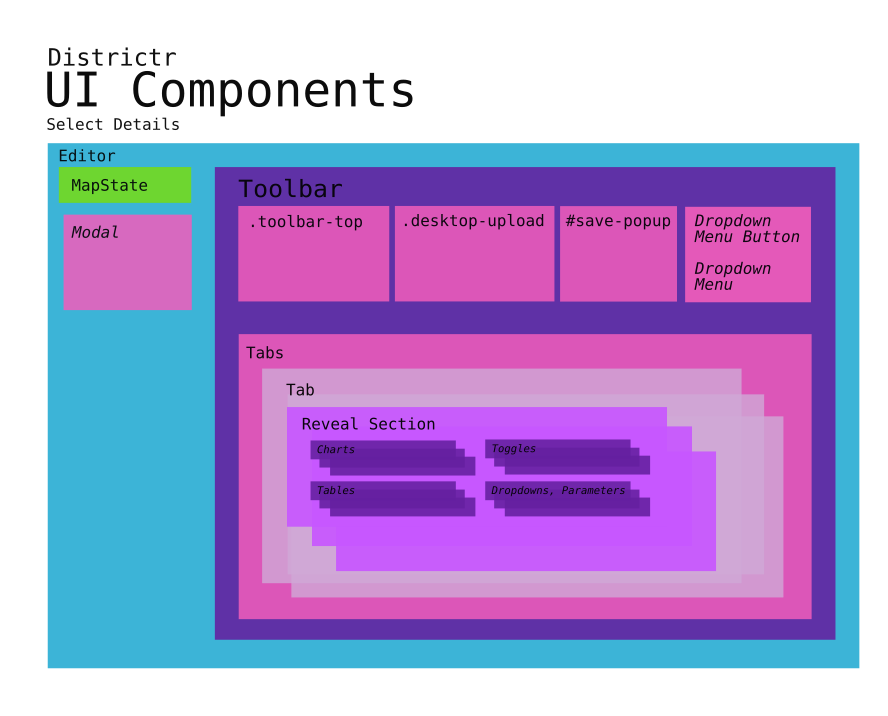 Districtr
UI Components
Select Details
Editor
MapState
Modal
Toolbar
.toolbar-top
.desktop-upload
#save-popup
Dropdown
Menu Button
Dropdown
Menu
Tabs
Tab
Reveal Section
Charts
Toggles
Tables
Dropdowns, Parameters